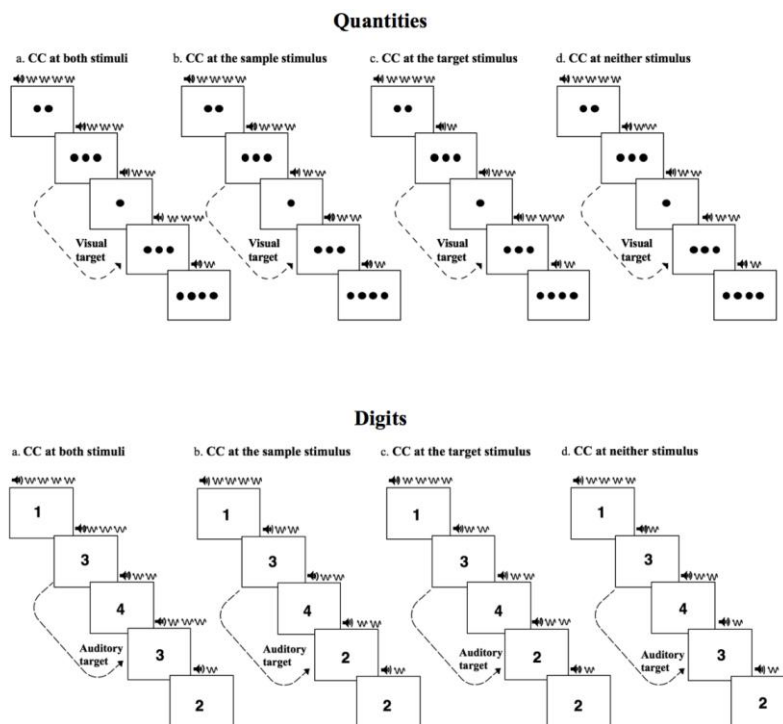 Quantities
a. CC at both stimuli
b. CC at the sample stimulus
c. CC at the target stimulus
d. CC at neither stimulus
Visual
target
Visual
target
Visual
target
Visual
target
Digits
a. CC at both stimuli
b. CC at the sample stimulus
c. CC at the target stimulus
d. CC at neither stimulus
1
3
4
Auditory
target
3
2
1
3
4
Auditory
target
2
2
1
3
4
Auditory
target
2
2
1
3
4
Auditory
target
3
2